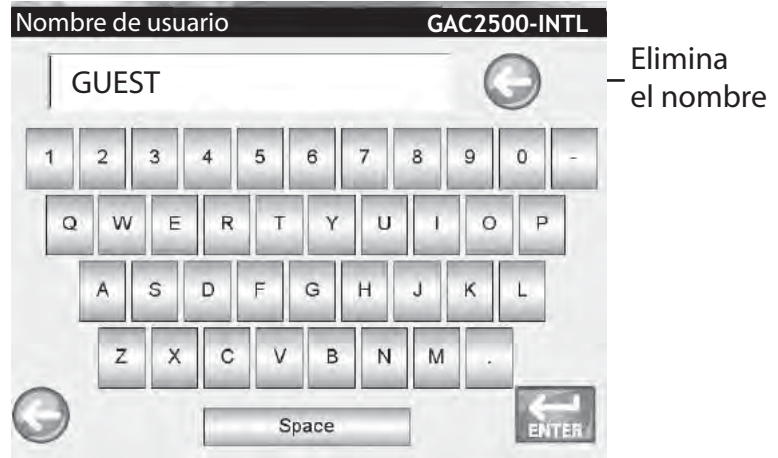 Nombre de usuario GAC2500-INTL
GUEST
Elimina
el nombre
1 2 3 4 5 6 7 8 9 0 -
Q W E R T Y U I O P
A S D F G H J K L
Z X C V B N M .
Space
ENTER